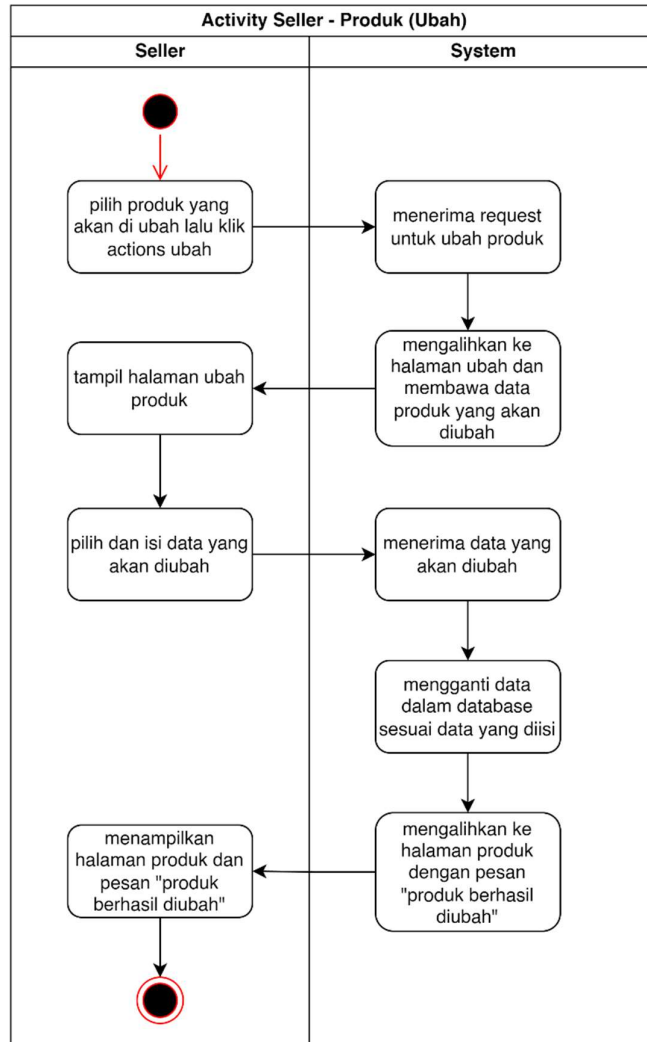 Activity Seller - Produk (Ubah)
Seller
System
pilih produk yang
akan di ubah lalu klik
actions ubah
menerima request
untuk ubah produk
mengalihkan ke
halaman ubah dan
membawa data
produk yang akan
diubah
tampil halaman ubah
produk
pilih dan isi data yang
akan diubah
menerima data yang
akan diubah
mengganti data
dalam database
sesuai data yang diisi
mengalihkan ke
halaman produk
dengan pesan
"produk berhasil
diubah"
menampilkan
halaman produk dan
pesan "produk
berhasil diubah"